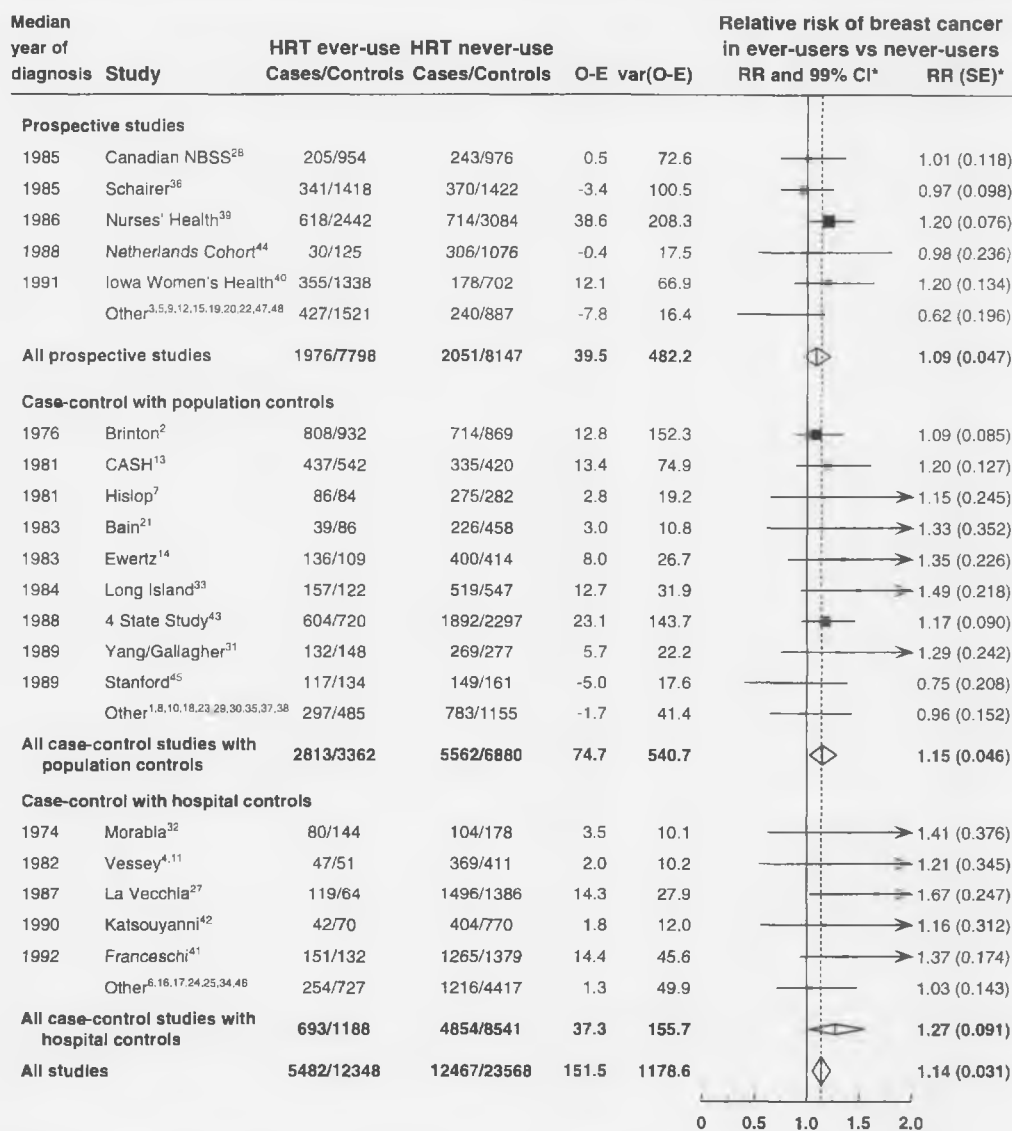 Median year of diagnosis Study HRT ever-use Cases/Controls HRT never-use Cases/Controls O-E var(O-E) Relative risk of breast cancer in ever-users vs never-users RR and 99% CI* RR (SE)*
Prospective studies
1985 Canadian NBSS28 205/954 243/976 0.5 72.6 1.01 (0.118)
1985 Schairer36 341/1418 370/1422 -3.4 100.5 0.97 (0.098)
1986 Nurses' Health39 618/2442 714/3084 38.6 208.3 1.20 (0.076)
1988 Netherlands Cohort44 30/125 306/1076 -0.4 17.5 0.98 (0.236)
1991 Iowa Women's Health40 355/1338 178/702 12.1 66.9 1.20 (0.134)
Other3,5,9,12,15,19,20,22,47,48 427/1521 240/887 -7.8 16.4 0.62 (0.196)
All prospective studies 1976/7798 2051/8147 39.5 482.2 1.09 (0.047)
Case-control with population controls
1976 Brinton2 808/932 714/869 12.8 152.3 1.09 (0.085)
1981 CASH13 437/542 335/420 13.4 74.9 1.20 (0.127)
1981 Hislop7 86/84 275/282 2.8 19.2 1.15 (0.245)
1983 Bain21 39/86 226/458 3.0 10.8 1.33 (0.352)
1983 Ewertz14 136/109 400/414 8.0 26.7 1.35 (0.226)
1984 Long Island33 157/122 519/547 12.7 31.9 1.49 (0.218)
1988 4 State Study43 604/720 1892/2297 23.1 143.7 1.17 (0.090)
1989 Yang/Gallagher31 132/148 269/277 5.7 22.2 1.29 (0.242)
1989 Stanford45 117/134 149/161 -5.0 17.6 0.75 (0.208)
Other1,8,10,18,23,29,30,35,37,38 297/485 783/1155 -1.7 41.4 0.96 (0.152)
All case-control studies with population controls 2813/3362 5562/6880 74.7 540.7 1.15 (0.046)
Case-control with hospital controls
1974 Morabia32 80/144 104/178 3.5 10.1 1.41 (0.376)
1982 Vessey4,11 47/51 369/411 2.0 10.2 1.21 (0.345)
1987 La Vecchia27 119/64 1496/1386 14.3 27.9 1.67 (0.247)
1990 Katsouyanni42 42/70 404/770 1.8 12.0 1.16 (0.312)
1992 Franceschi41 151/132 1265/1379 14.4 45.6 1.37 (0.174)
Other6,16,17,24,25,34,46 254/727 1216/4417 1.3 49.9 1.03 (0.143)
All case-control studies with hospital controls 693/1188 4854/8541 37.3 155.7 1.27 (0.091)
All studies 5482/12348 12467/23568 151.5 1178.6 1.14 (0.031)
0 0.5 1.0 1.5 2.0